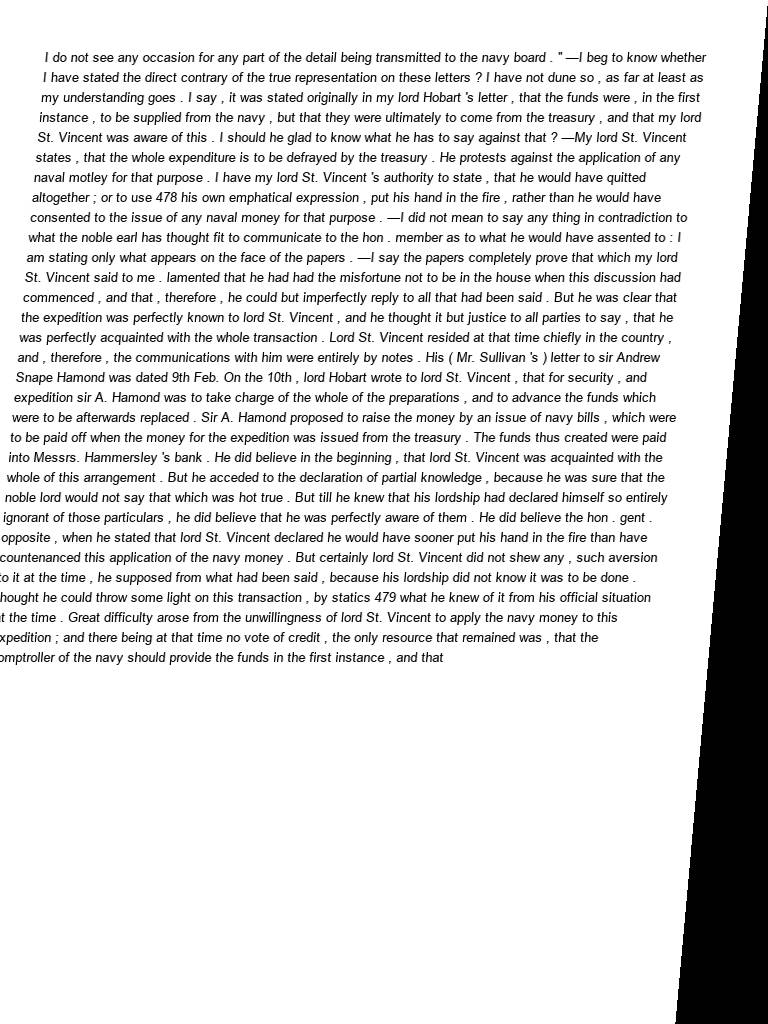 I do not see any occasion for any part of the detail being transmitted to the navy board . " —I beg to know whether
I have stated the direct contrary of the true representation on these letters ? I have not dune so , as far at least as
my understanding goes . I say , it was stated originally in my lord Hobart 's letter , that the funds were , in the first
instance , to be supplied from the navy , but that they were ultimately to come from the treasury , and that my lord
St. Vincent was aware of this . I should he glad to know what he has to say against that ? —My lord St. Vincent
states , that the whole expenditure is to be defrayed by the treasury . He protests against the application of any
naval motley for that purpose . I have my lord St. Vincent 's authority to state , that he would have quitted
altogether ; or to use 478 his own emphatical expression , put his hand in the fire , rather than he would have
consented to the issue of any naval money for that purpose . —I did not mean to say any thing in contradiction to
what the noble earl has thought fit to communicate to the hon . member as to what he would have assented to : I
am stating only what appears on the face of the papers . —I say the papers completely prove that which my lord
St. Vincent said to me . lamented that he had had the misfortune not to be in the house when this discussion had
commenced , and that , therefore , he could but imperfectly reply to all that had been said . But he was clear that
the expedition was perfectly known to lord St. Vincent , and he thought it but justice to all parties to say , that he
was perfectly acquainted with the whole transaction . Lord St. Vincent resided at that time chiefly in the country ,
and , therefore , the communications with him were entirely by notes . His ( Mr. Sullivan 's ) letter to sir Andrew
Snape Hamond was dated 9th Feb. On the 10th , lord Hobart wrote to lord St. Vincent , that for security , and
expedition sir A. Hamond was to take charge of the whole of the preparations , and to advance the funds which
were to be afterwards replaced . Sir A. Hamond proposed to raise the money by an issue of navy bills , which were
to be paid off when the money for the expedition was issued from the treasury . The funds thus created were paid
into Messrs. Hammersley 's bank . He did believe in the beginning , that lord St. Vincent was acquainted with the
whole of this arrangement . But he acceded to the declaration of partial knowledge , because he was sure that the
noble lord would not say that which was hot true . But till he knew that his lordship had declared himself so entirely
ignorant of those particulars , he did believe that he was perfectly aware of them . He did believe the hon . gent .
opposite , when he stated that lord St. Vincent declared he would have sooner put his hand in the fire than have
countenanced this application of the navy money . But certainly lord St. Vincent did not shew any , such aversion
to it at the time , he supposed from what had been said , because his lordship did not know it was to be done .
hought he could throw some light on this transaction , by statics 479 what he knew of it from his official situation
t the time . Great difficulty arose from the unwillingness of lord St. Vincent to apply the navy money to this
xpedition ; and there being at that time no vote of credit , the only resource that remained was , that the
omptroller of the navy should provide the funds in the first instance , and that